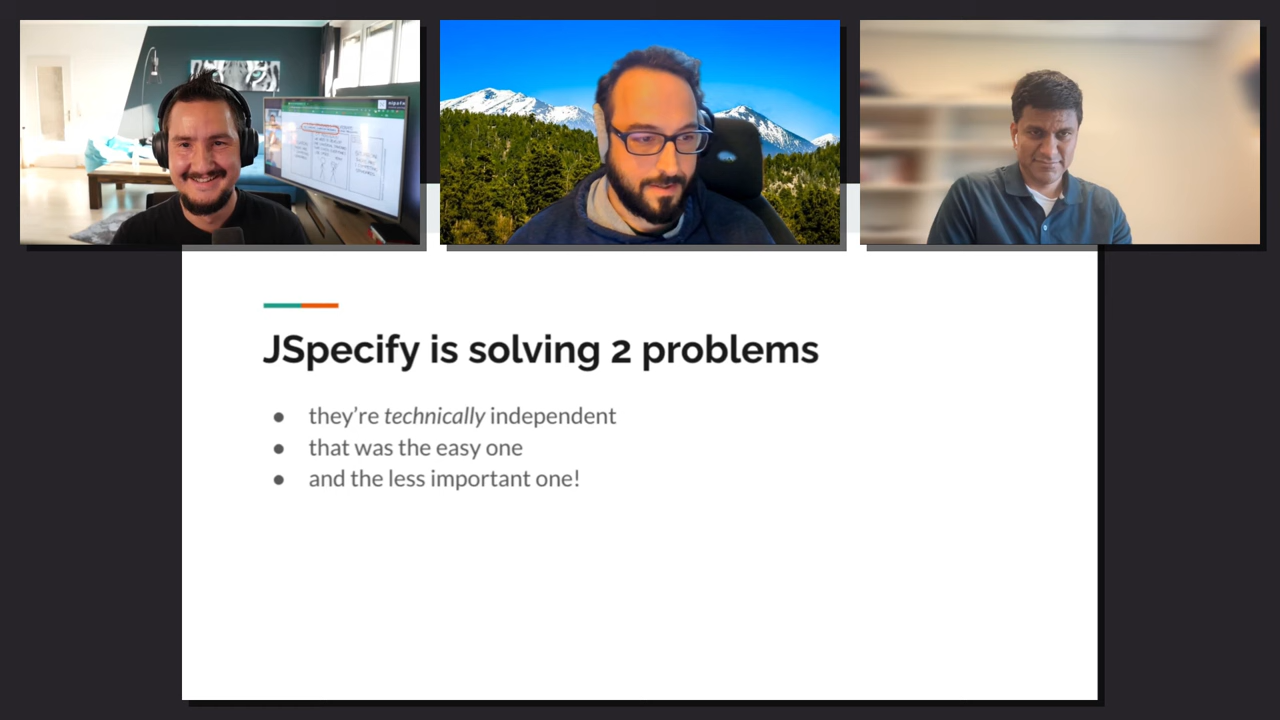 JSpecify is solving 2 problems
● they're technically independent
● that was the easy one
● and the less important one!